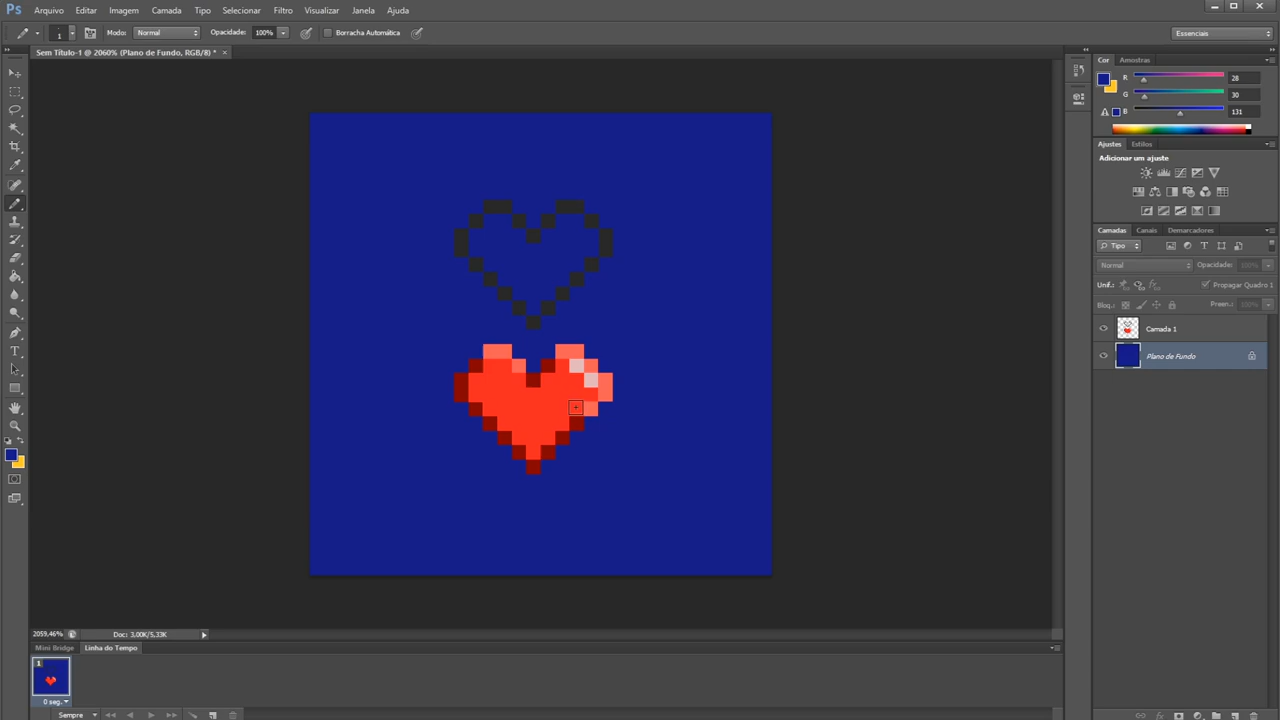 Ps Arquivo Editar Imagem Camada Tipo Selecionar Filtro Visualizar Janela Ajuda
1 Modo: Normal Opacidade: 100% Borracha Automática Essenciais
Sem Título-1 @ 2060% (Plano de Fundo, RGB/8) * ×
Cor Amostras
R 28
G 30
B 131
Ajustes Estilos
Adicionar um ajuste
Camadas Canais Demarcadores
Tipo
Normal Opacidade: 100%
Unif.: Propagar Quadro 1
Bloq.: Preen.: 100%
Camada 1
Plano de Fundo
2059,46% Doc: 3,00K/5,33K
Mini Bridge Linha do Tempo
1
0 seg.
Sempre